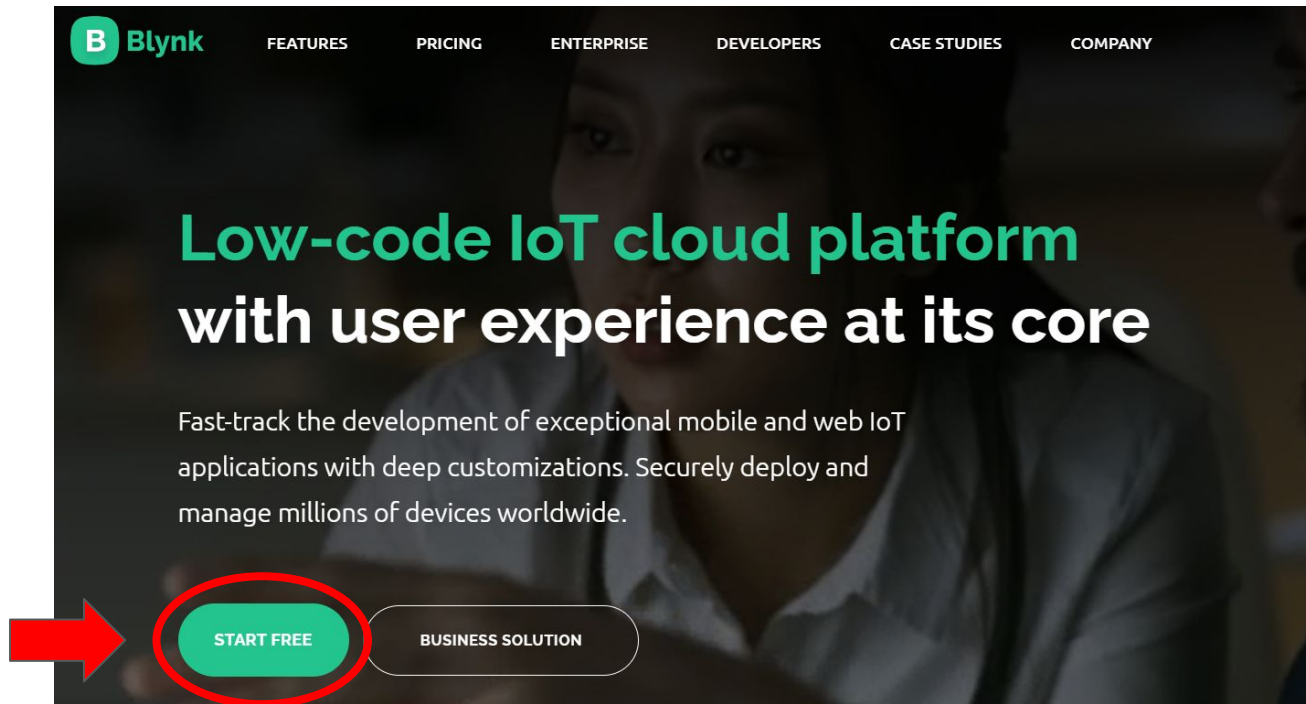 B Blynk FEATURES PRICING ENTERPRISE DEVELOPERS CASE STUDIES COMPANY
Low-code IoT cloud platform
with user experience at its core
Fast-track the development of exceptional mobile and web IoT
applications with deep customizations. Securely deploy and
manage millions of devices worldwide.
START FREE BUSINESS SOLUTION